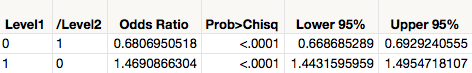 Level1 /Level2 Odds Ratio Prob>Chisq Lower 95% Upper 95%
0 1 0.6806950518 <.0001 0.668685289 0.6929240555
1 0 1.4690866304 <.0001 1.4431595959 1.4954718107